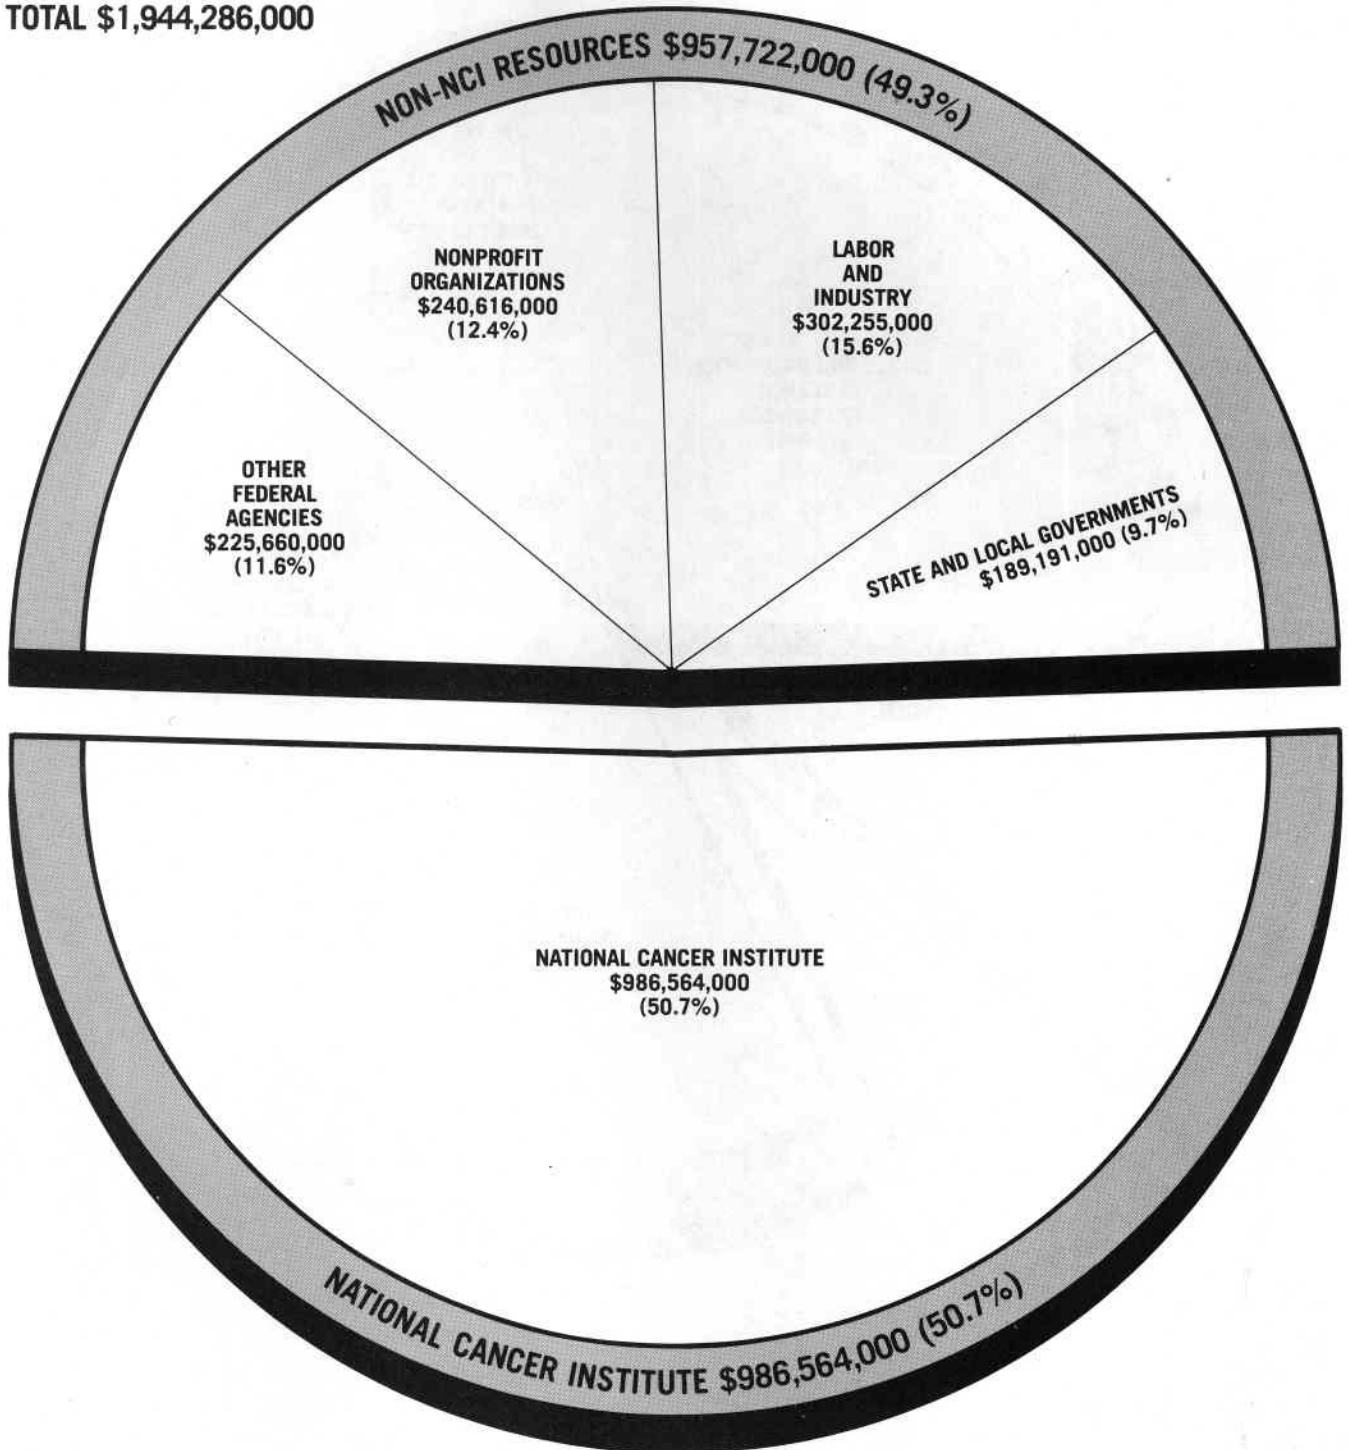 TOTAL $1,944,286,000
NON-NCI RESOURCES $957,722,000 (49.3%)
NONPROFIT
ORGANIZATIONS
$240,616,000
(12.4%)
LABOR
AND
INDUSTRY
$302,255,000
(15.6%)
OTHER
FEDERAL
AGENCIES
$225,660,000
(11.6%)
STATE AND LOCAL GOVERNMENTS
$189,191,000 (9.7%)
NATIONAL CANCER INSTITUTE
$986,564,000
(50.7%)
NATIONAL CANCER INSTITUTE $986,564,000 (50.7%)